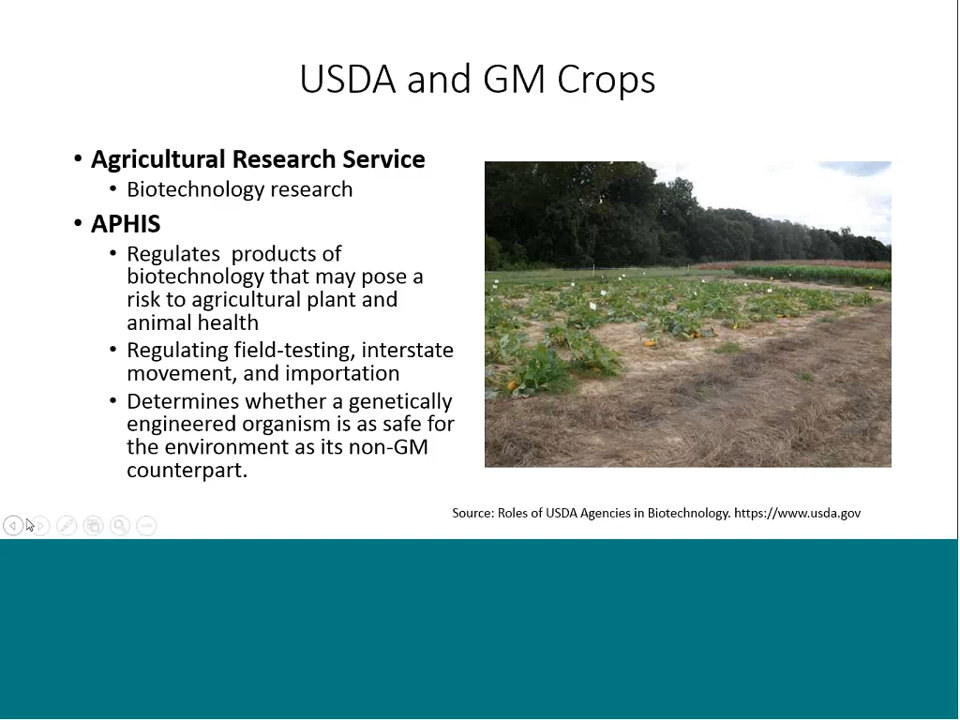 USDA and GM Crops
• Agricultural Research Service
• Biotechnology research
• APHIS
• Regulates  products of
biotechnology that may pose a
risk to agricultural plant and
animal health
• Regulating field-testing, interstate
movement, and importation
• Determines whether a genetically
engineered organism is as safe for
the environment as its non-GM
counterpart.
Source: Roles of USDA Agencies in Biotechnology. https://www.usda.gov